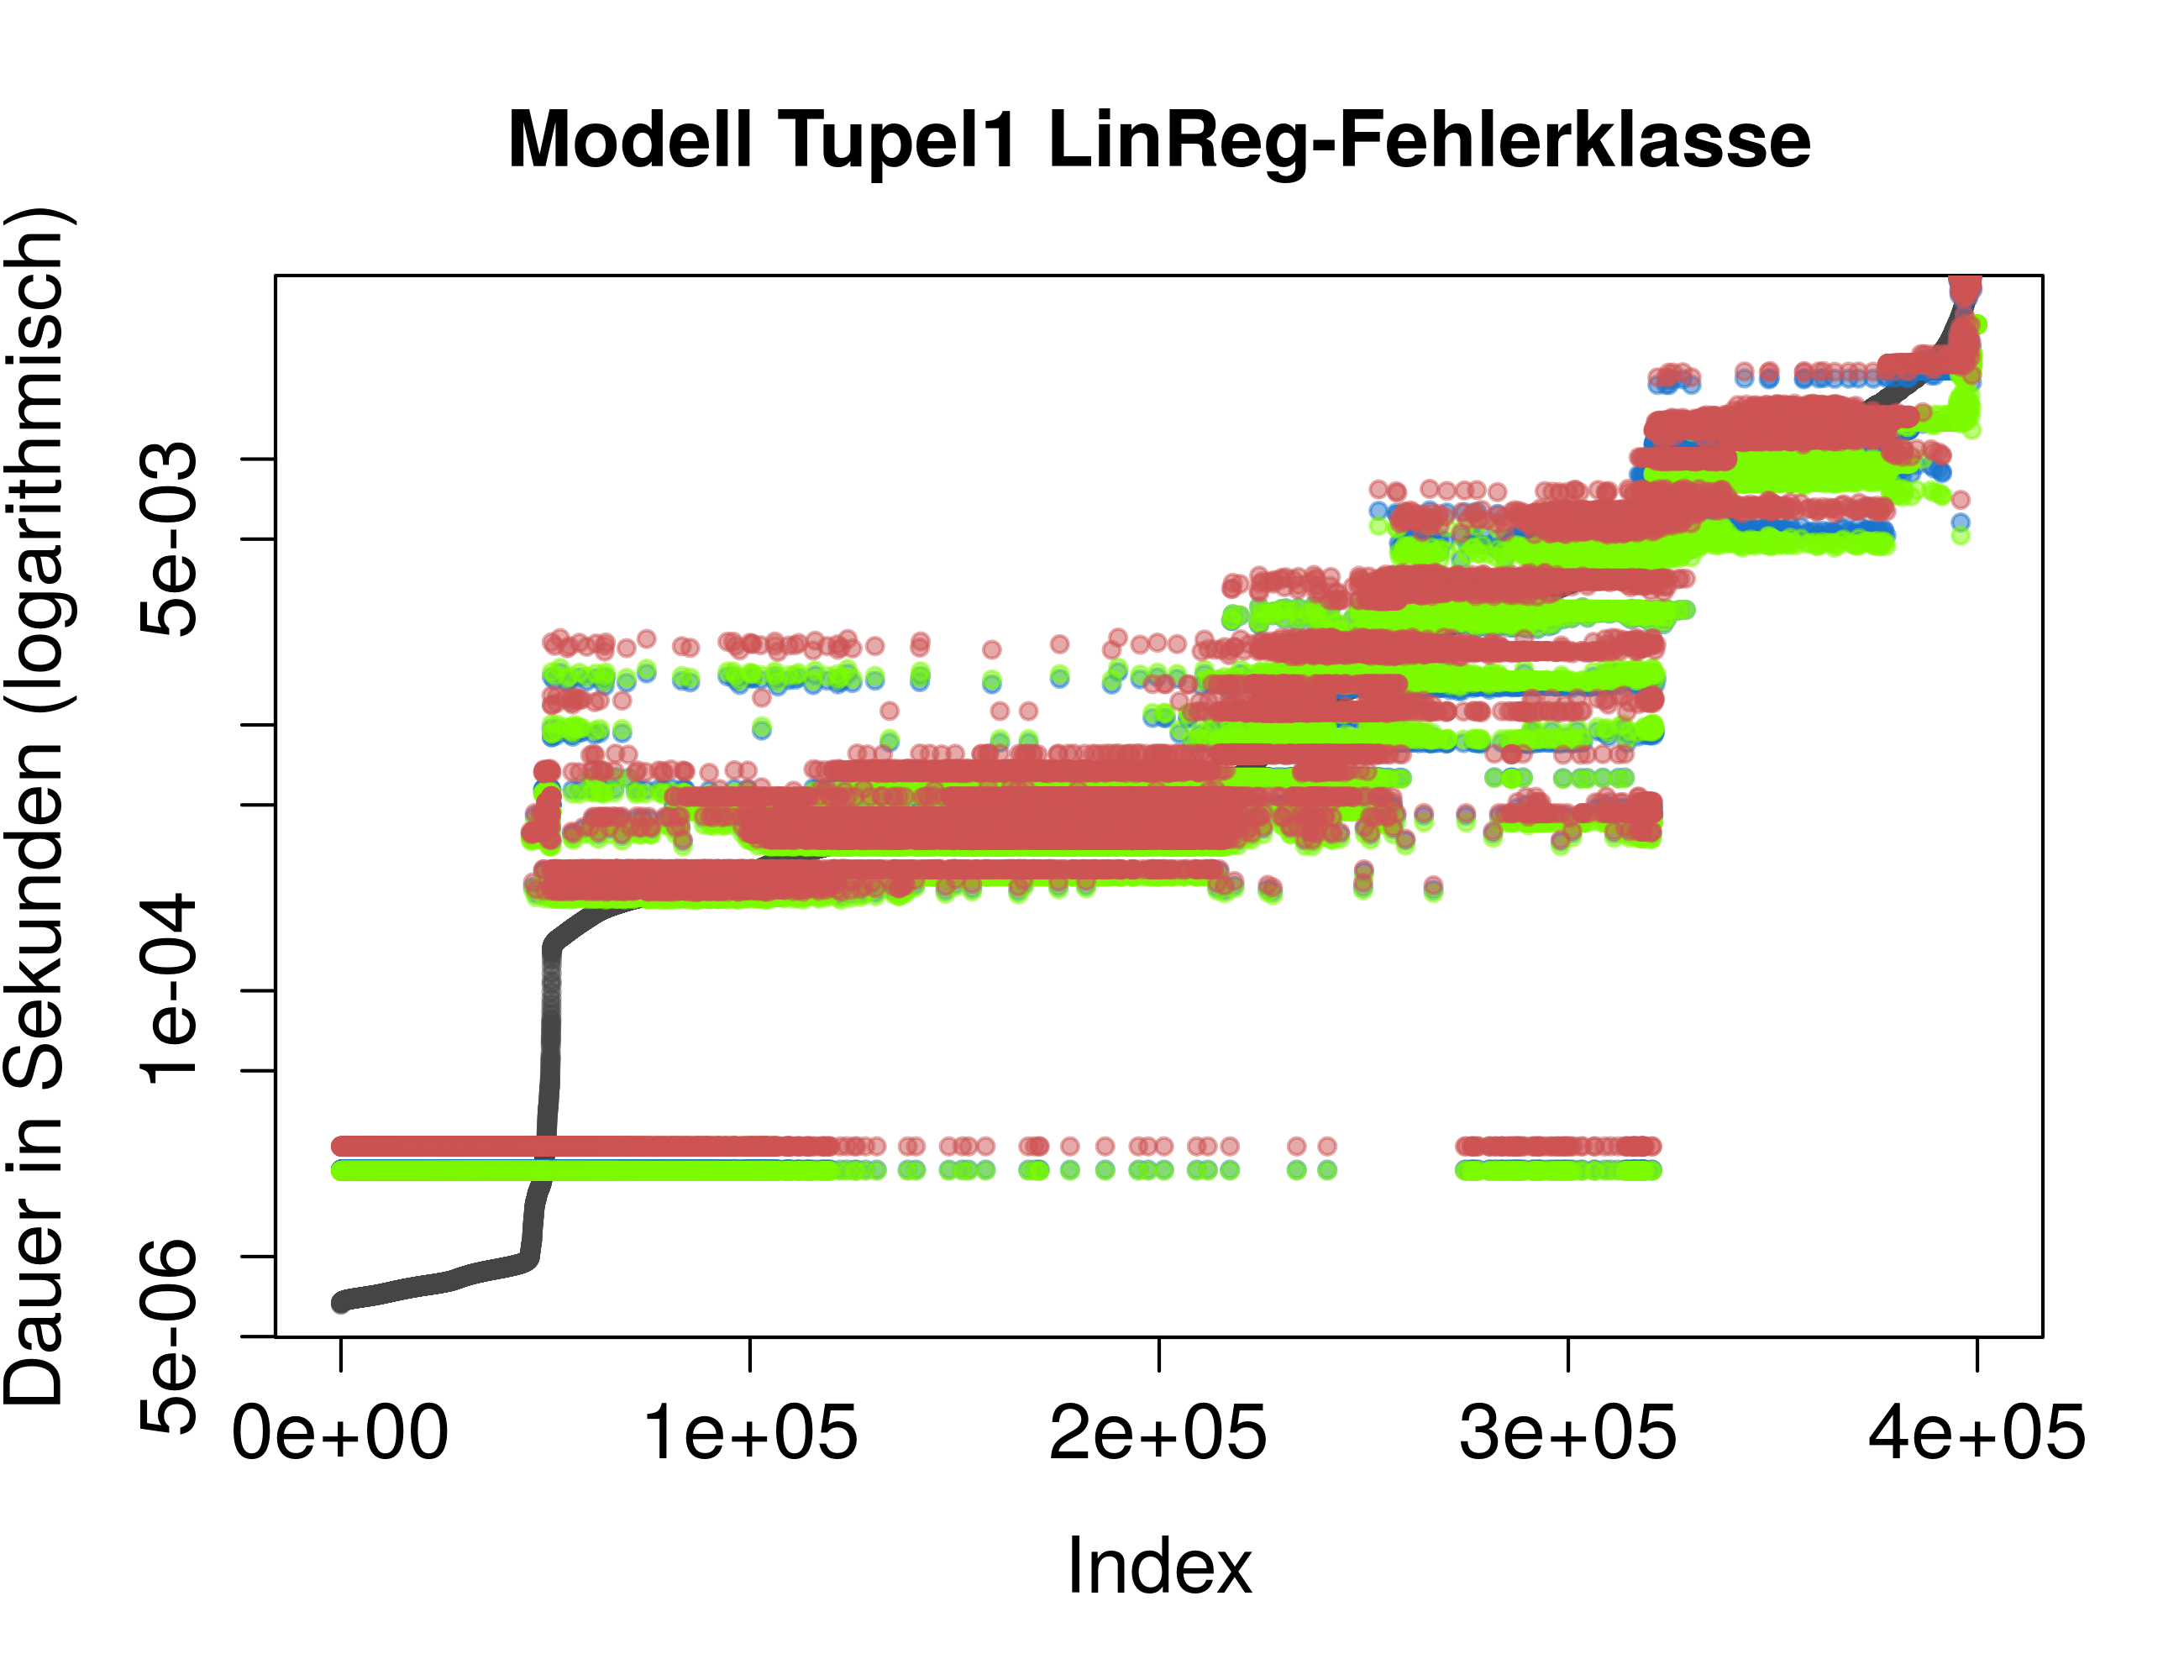 Modell Tupel1 LinReg-Fehlerklasse
Dauer in Sekunden (logarithmisch)
5e-03
1e-04
5e-06
0e+00 1e+05 2e+05 3e+05 4e+05
Index